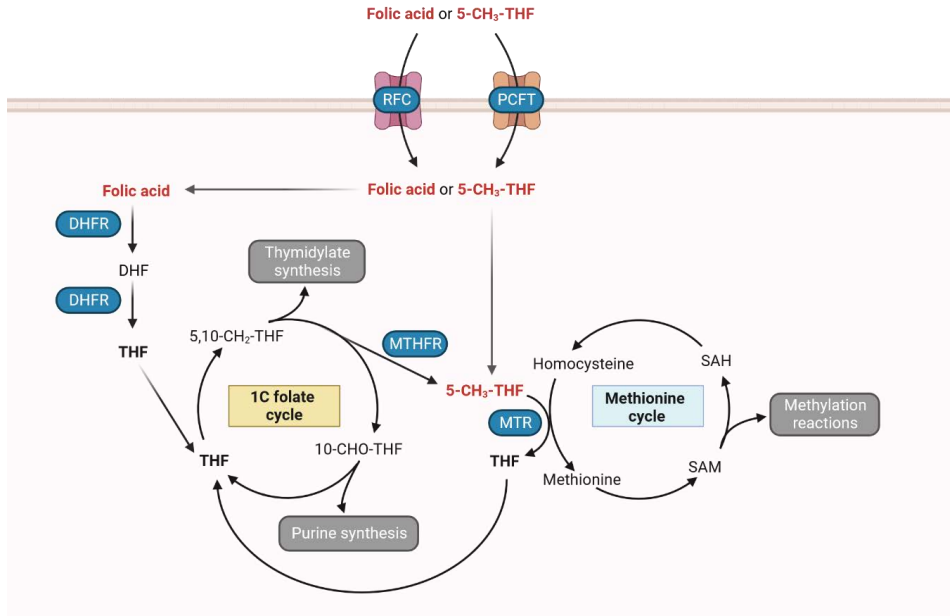 Folic acid or 5-CH₃-THF
RFC
PCFT
Folic acid
Folic acid or 5-CH₃-THF
DHFR
DHF
DHFR
THF
Thymidylate
synthesis
5,10-CH₂-THF
MTHFR
1C folate
cycle
5-CH₃-THF
MTR
THF
10-CHO-THF
THF
Purine synthesis
Homocysteine
SAH
Methionine
cycle
Methylation
reactions
SAM
Methionine